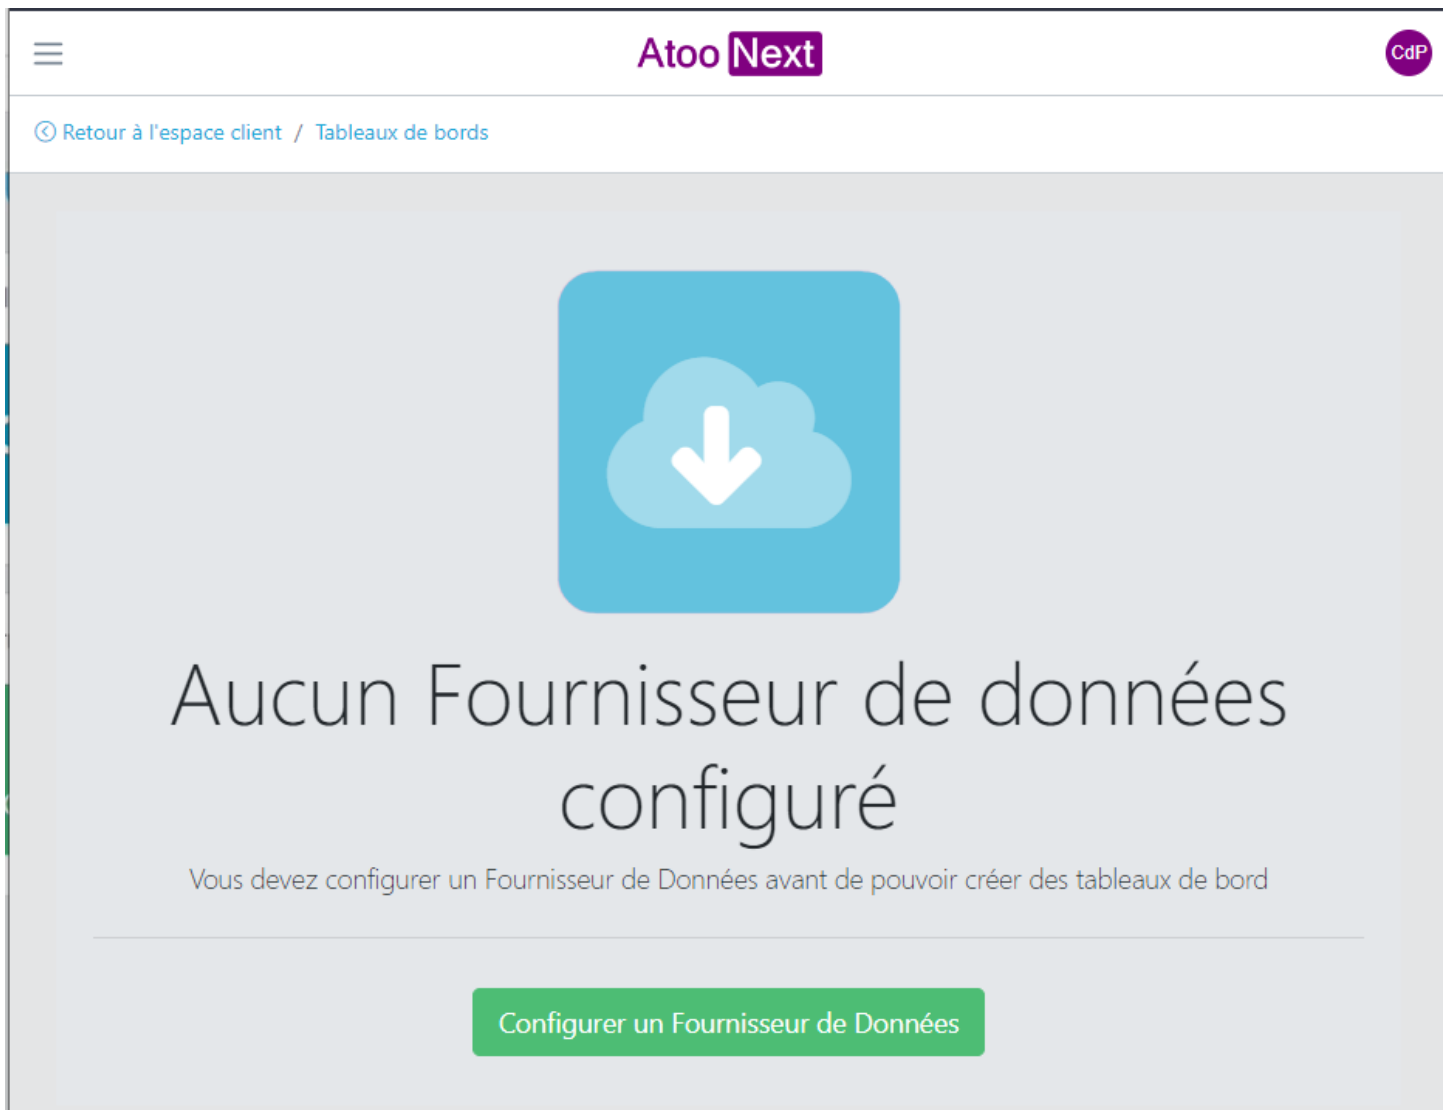 Atoo Next
CdP
Retour à l'espace client / Tableaux de bords
Aucun Fournisseur de données
configuré
Vous devez configurer un Fournisseur de Données avant de pouvoir créer des tableaux de bord
Configurer un Fournisseur de Données